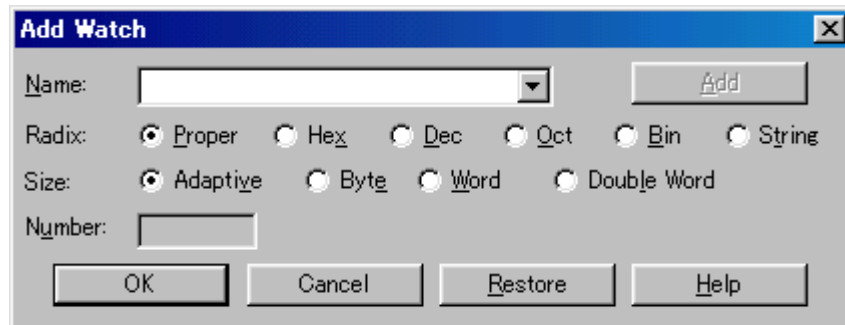 Add Watch
Name: Add
Radix: Proper Hex Dec Oct Bin String
Size: Adaptive Byte Word Double Word
Number:
OK Cancel Restore Help